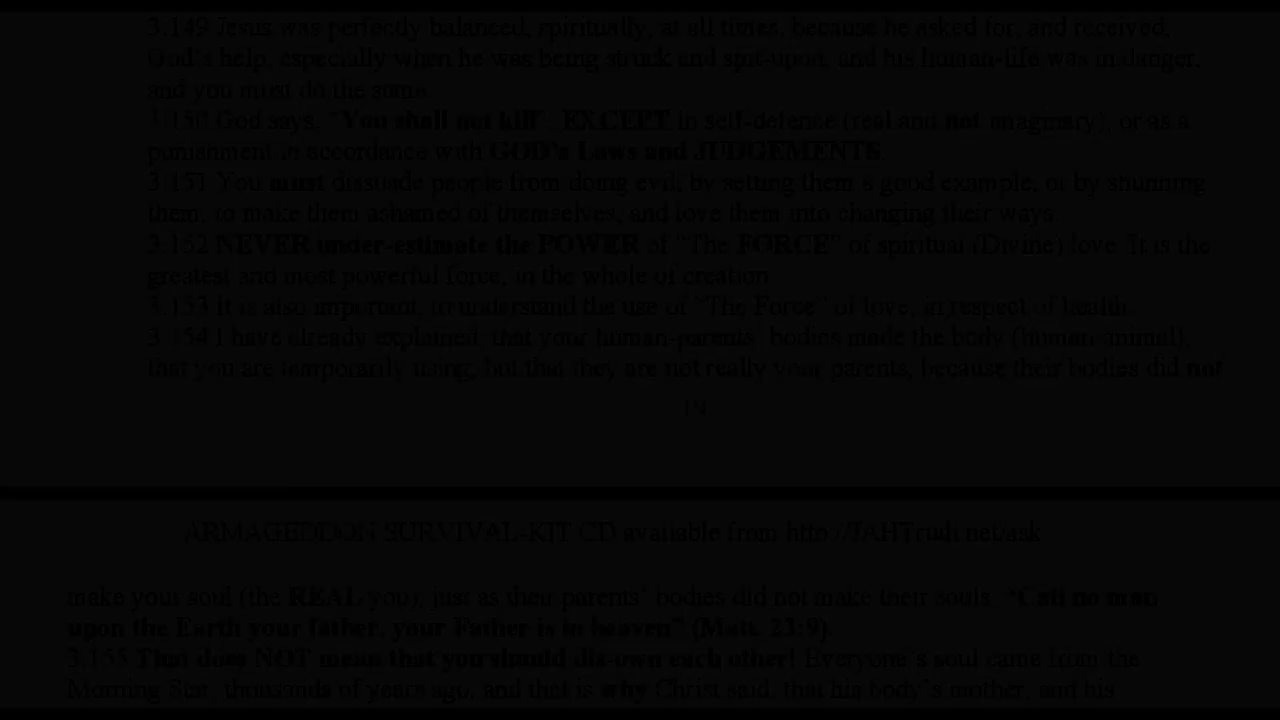 3.149 Jesus was perfectly balanced, spiritually, at all times, because he asked for, and received,
God's help, especially when he was being struck and spit-upon, and his human-life was in danger,
and you must do the same.
3.150 God says, "You shall not kill", EXCEPT in self-defence (real and not imaginary), or as a
punishment in accordance with GOD's Laws and JUDGEMENTS.
3.151 You must dissuade people from doing evil, by setting them a good example, or by shunning
them, to make them ashamed of themselves, and love them into changing their ways.
3.152 NEVER under-estimate the POWER of "The FORCE" of spiritual (Divine) love. It is the
greatest and most powerful force, in the whole of creation.
3.153 It is also important, to understand the use of "The Force" of love, in respect of health.
3.154 I have already explained, that your human-parents' bodies made the body (human-animal),
that you are temporarily using, but that they are not really your parents, because their bodies did not
19
ARMAGEDDON SURVIVAL-KIT CD available from http://JAHTruth.net/ask
make your soul (the REAL you); just as their parents' bodies did not make their souls. "Call no man
upon the Earth your father, your Father is in heaven" (Matt. 23:9).
3.155 That does NOT mean that you should dis-own each other! Everyone's soul came from the
Morning Star, thousands of years ago, and that is why Christ said, that his body's mother, and his